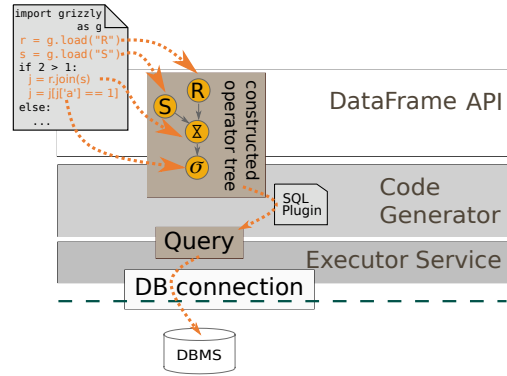 import grizzly
as g
r = g.load("R")
s = g.load("S")
if 2 > 1:
j = r.join(s)
j = j[j['a'] == 1]
else:
...
R
S
⋈
σ
constructed
operator tree
DataFrame API
SQL
Plugin
Code
Generator
Query
Executor Service
DB connection
DBMS